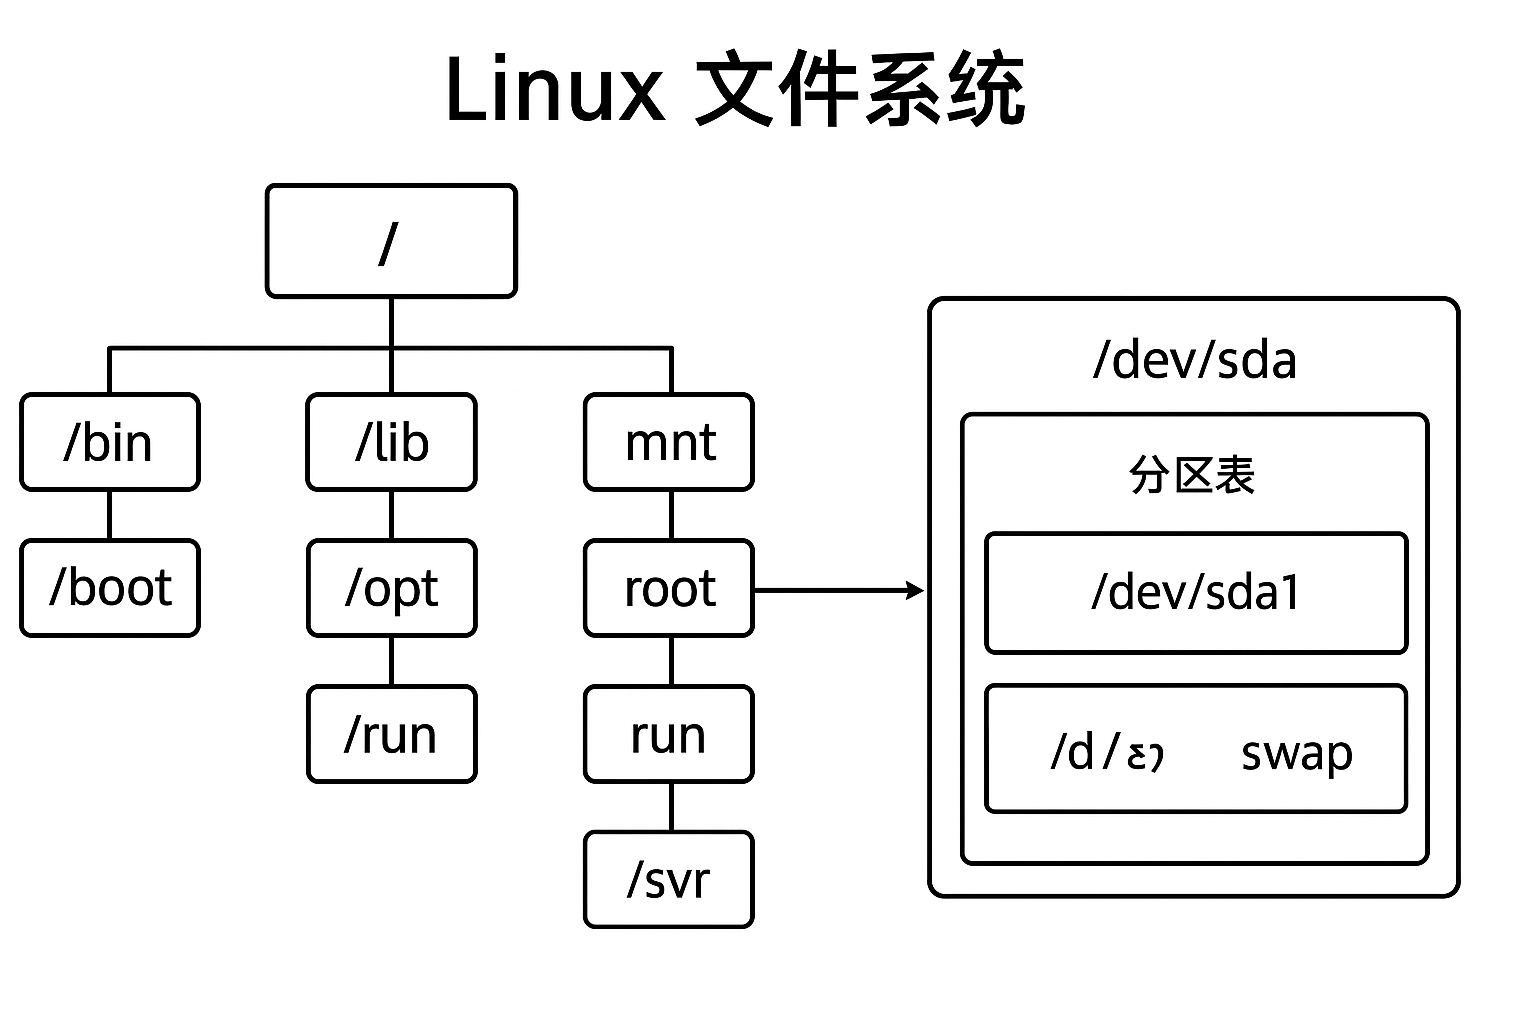 Linux 文件系统
/
/bin
/lib
mnt
/boot
/opt
root
/run
run
/svr
/dev/sda
分区表
/dev/sda1
/d/ swap